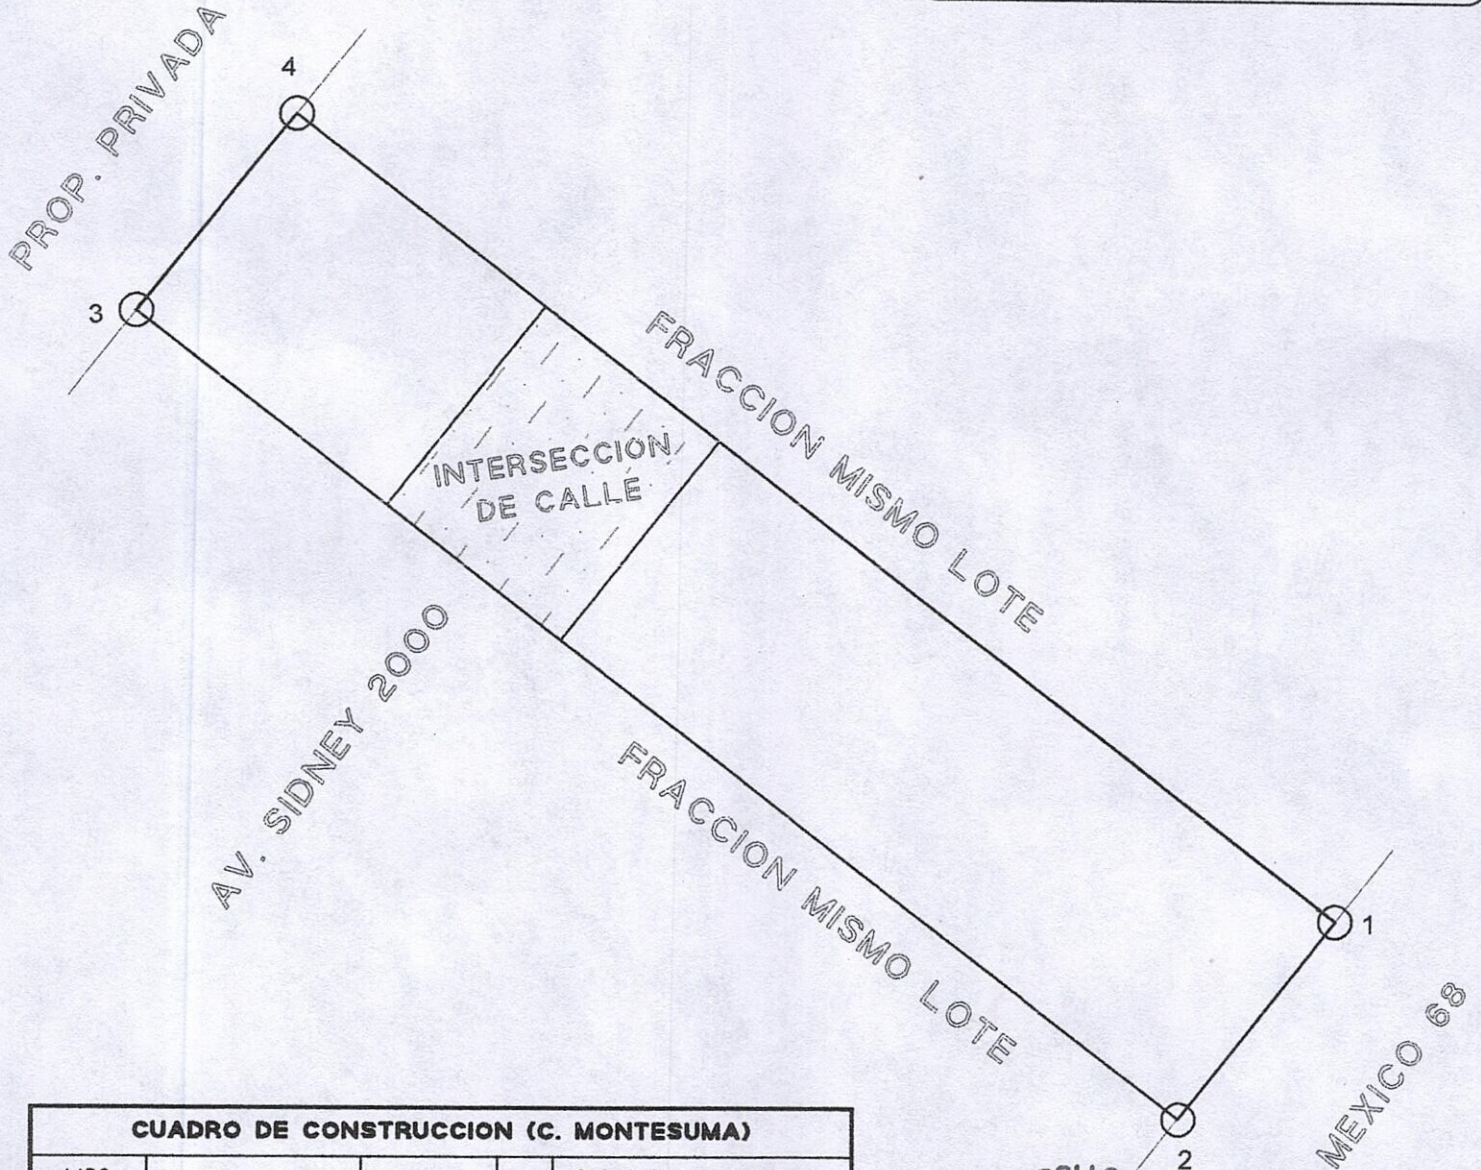 4
PROP. PRIVADA
3
FRACCION MISMO LOTE
INTERSECCION
DE CALLE
AV. SIDNEY 2000
FRACCION MISMO LOTE
1
MEXICO 68
2
CUADRO DE CONSTRUCCION (C. MONTESUMA)